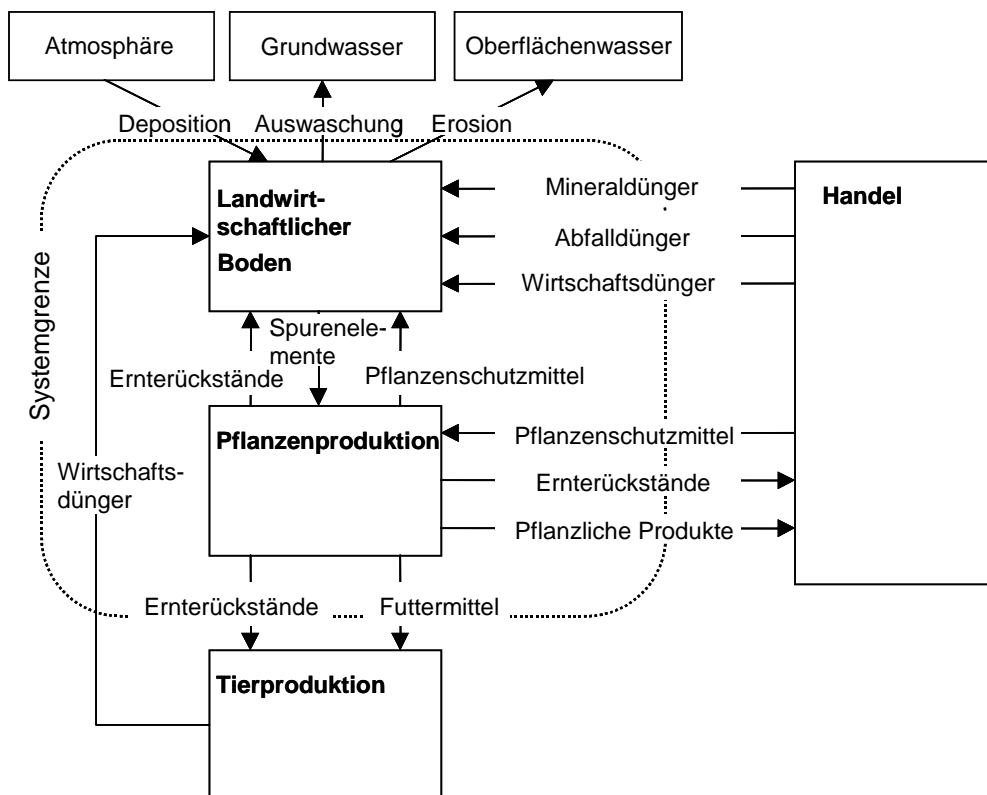 Atmosphäre
Grundwasser
Oberflächenwasser
Deposition
Auswaschung
Erosion
Landwirt-
schaftlicher
Boden
Mineraldünger
Handel
Abfalldünger
Wirtschaftsdünger
Systemgrenze
Spurenele-
mente
Ernterückstände
Pflanzenschutzmittel
Pflanzenproduktion
Pflanzenschutzmittel
Wirtschafts-
dünger
Ernterückstände
Pflanzliche Produkte
Ernterückstände
Futtermittel
Tierproduktion